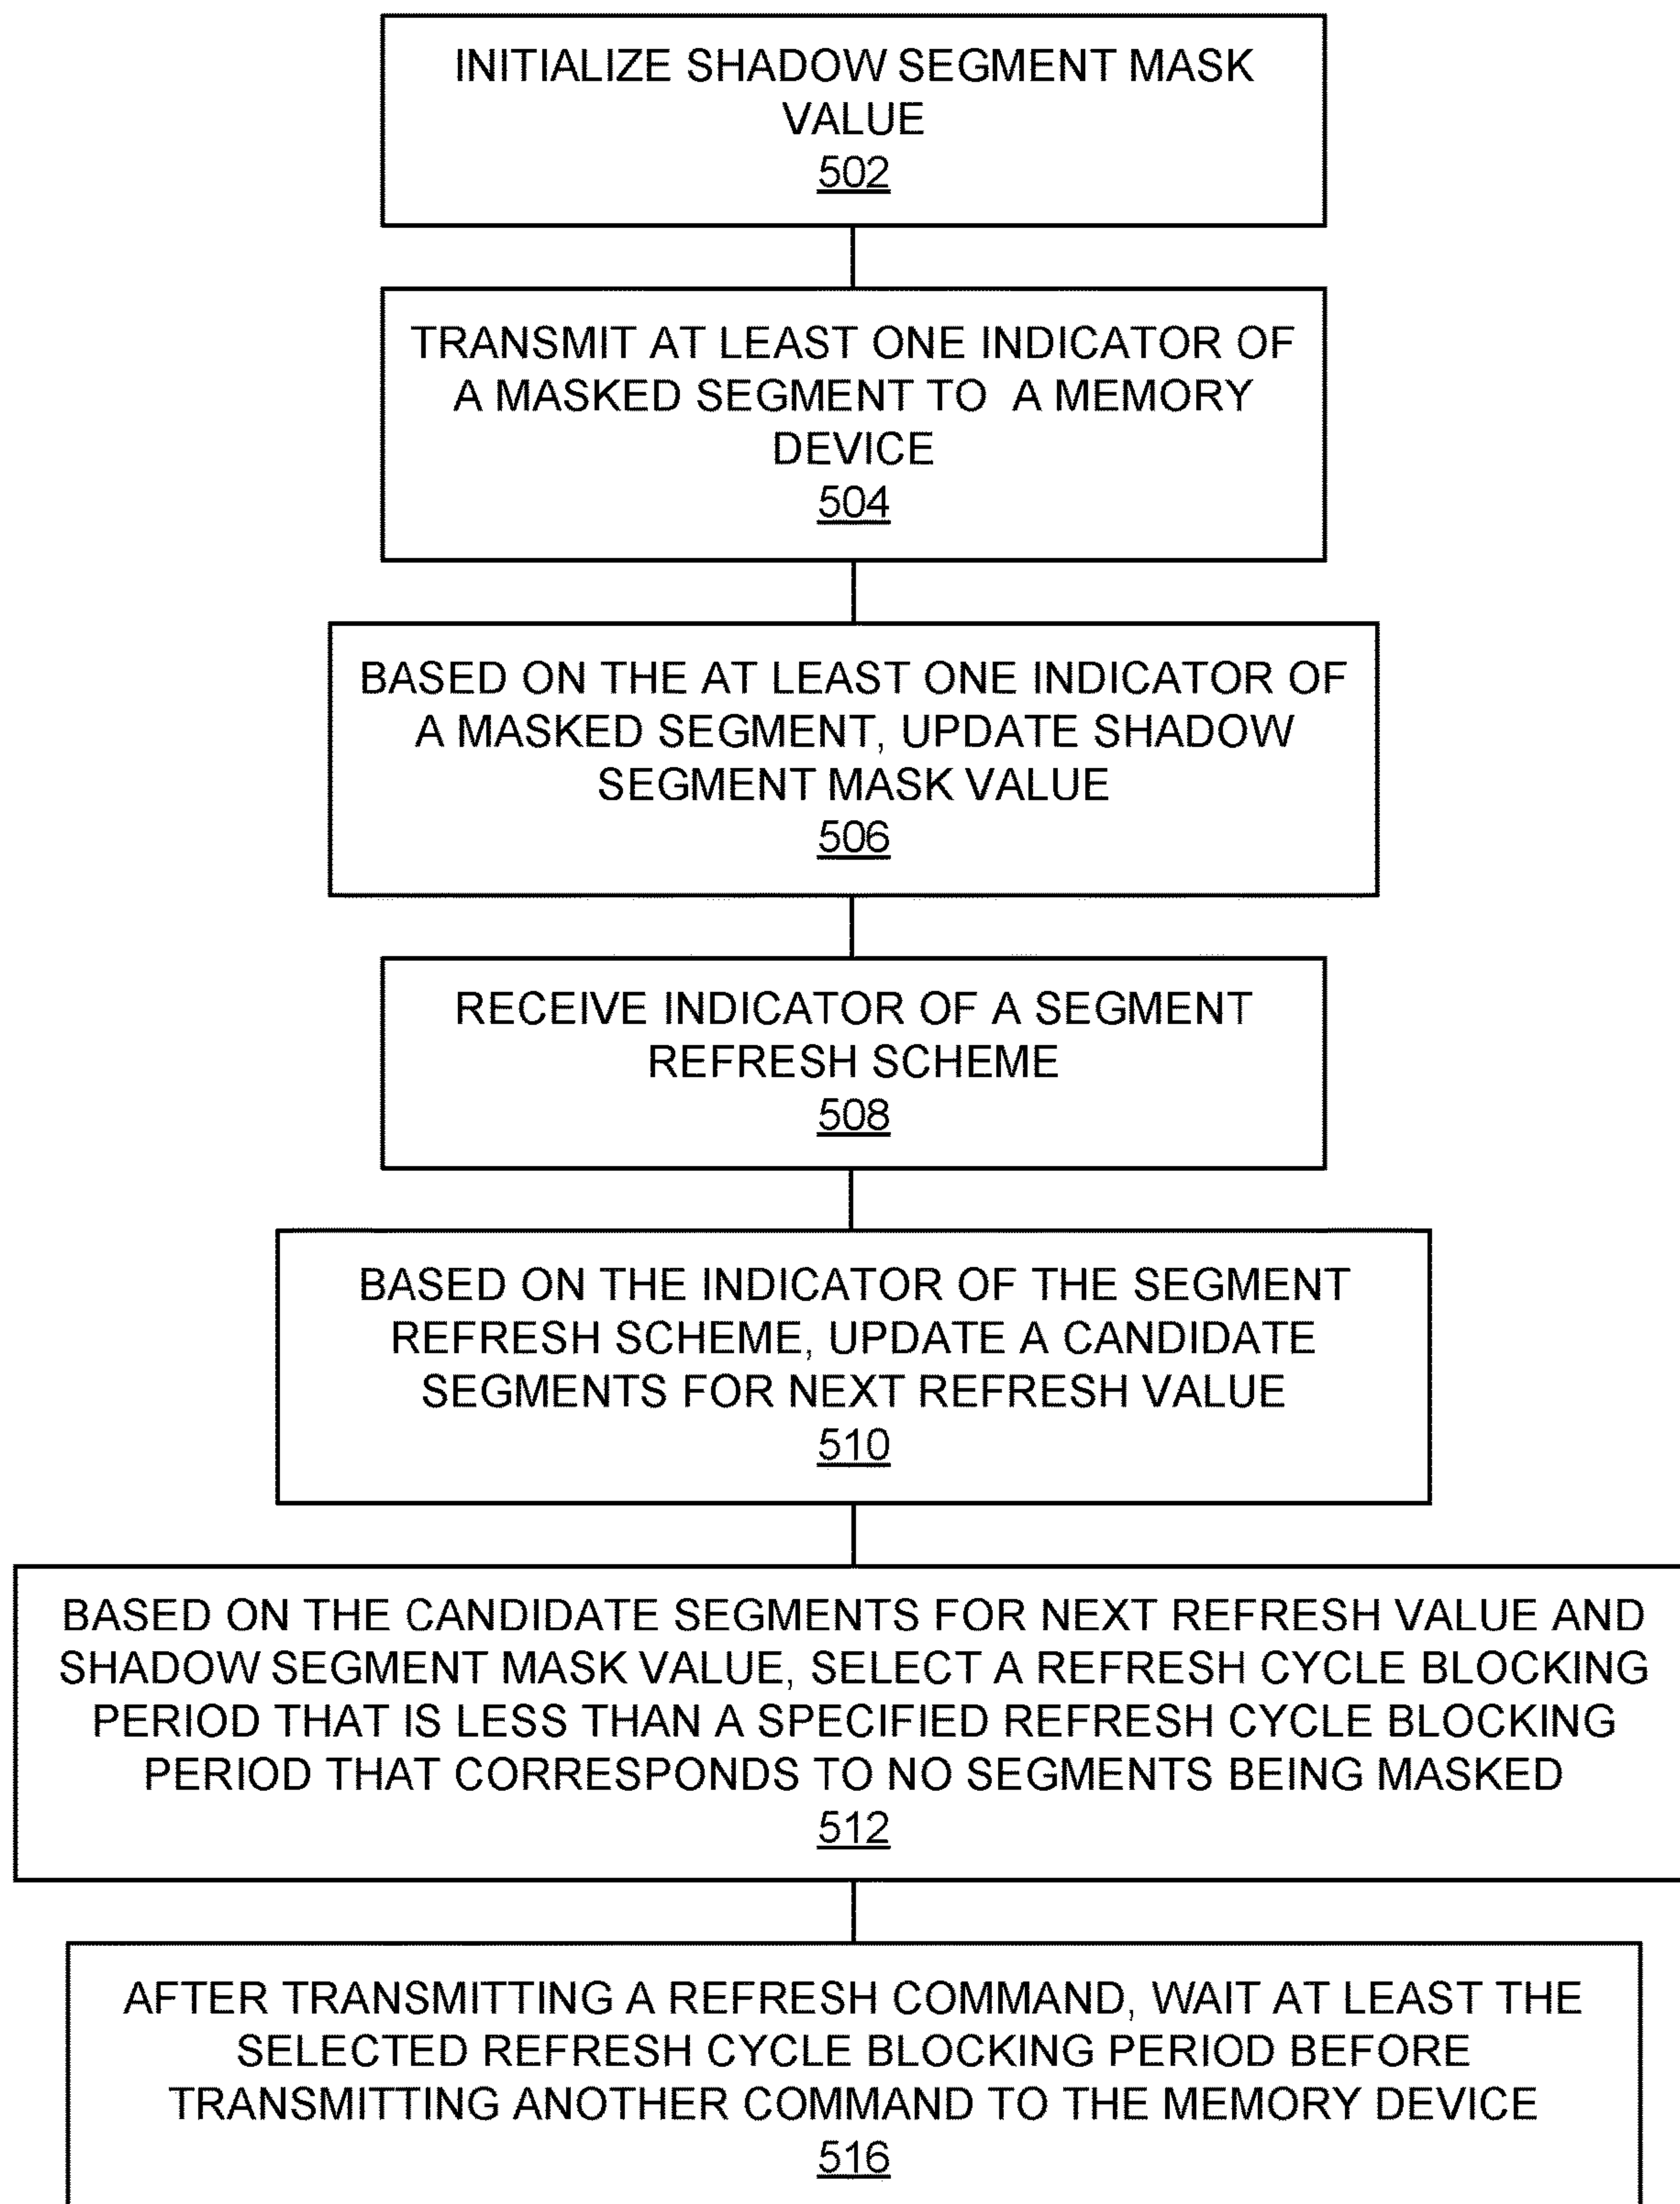 INITIALIZE SHADOW SEGMENT MASK
VALUE
502
TRANSMIT AT LEAST ONE INDICATOR OF
A MASKED SEGMENT TO A MEMORY
DEVICE
504
BASED ON THE AT LEAST ONE INDICATOR OF
A MASKED SEGMENT, UPDATE SHADOW
SEGMENT MASK VALUE
506
RECEIVE INDICATOR OF A SEGMENT
REFRESH SCHEME
508
BASED ON THE INDICATOR OF THE SEGMENT
REFRESH SCHEME, UPDATE A CANDIDATE
SEGMENTS FOR NEXT REFRESH VALUE
510
BASED ON THE CANDIDATE SEGMENTS FOR NEXT REFRESH VALUE AND
SHADOW SEGMENT MASK VALUE, SELECT A REFRESH CYCLE BLOCKING
PERIOD THAT IS LESS THAN A SPECIFIED REFRESH CYCLE BLOCKING
PERIOD THAT CORRESPONDS TO NO SEGMENTS BEING MASKED
512
AFTER TRANSMITTING A REFRESH COMMAND, WAIT AT LEAST THE
SELECTED REFRESH CYCLE BLOCKING PERIOD BEFORE
TRANSMITTING ANOTHER COMMAND TO THE MEMORY DEVICE
516